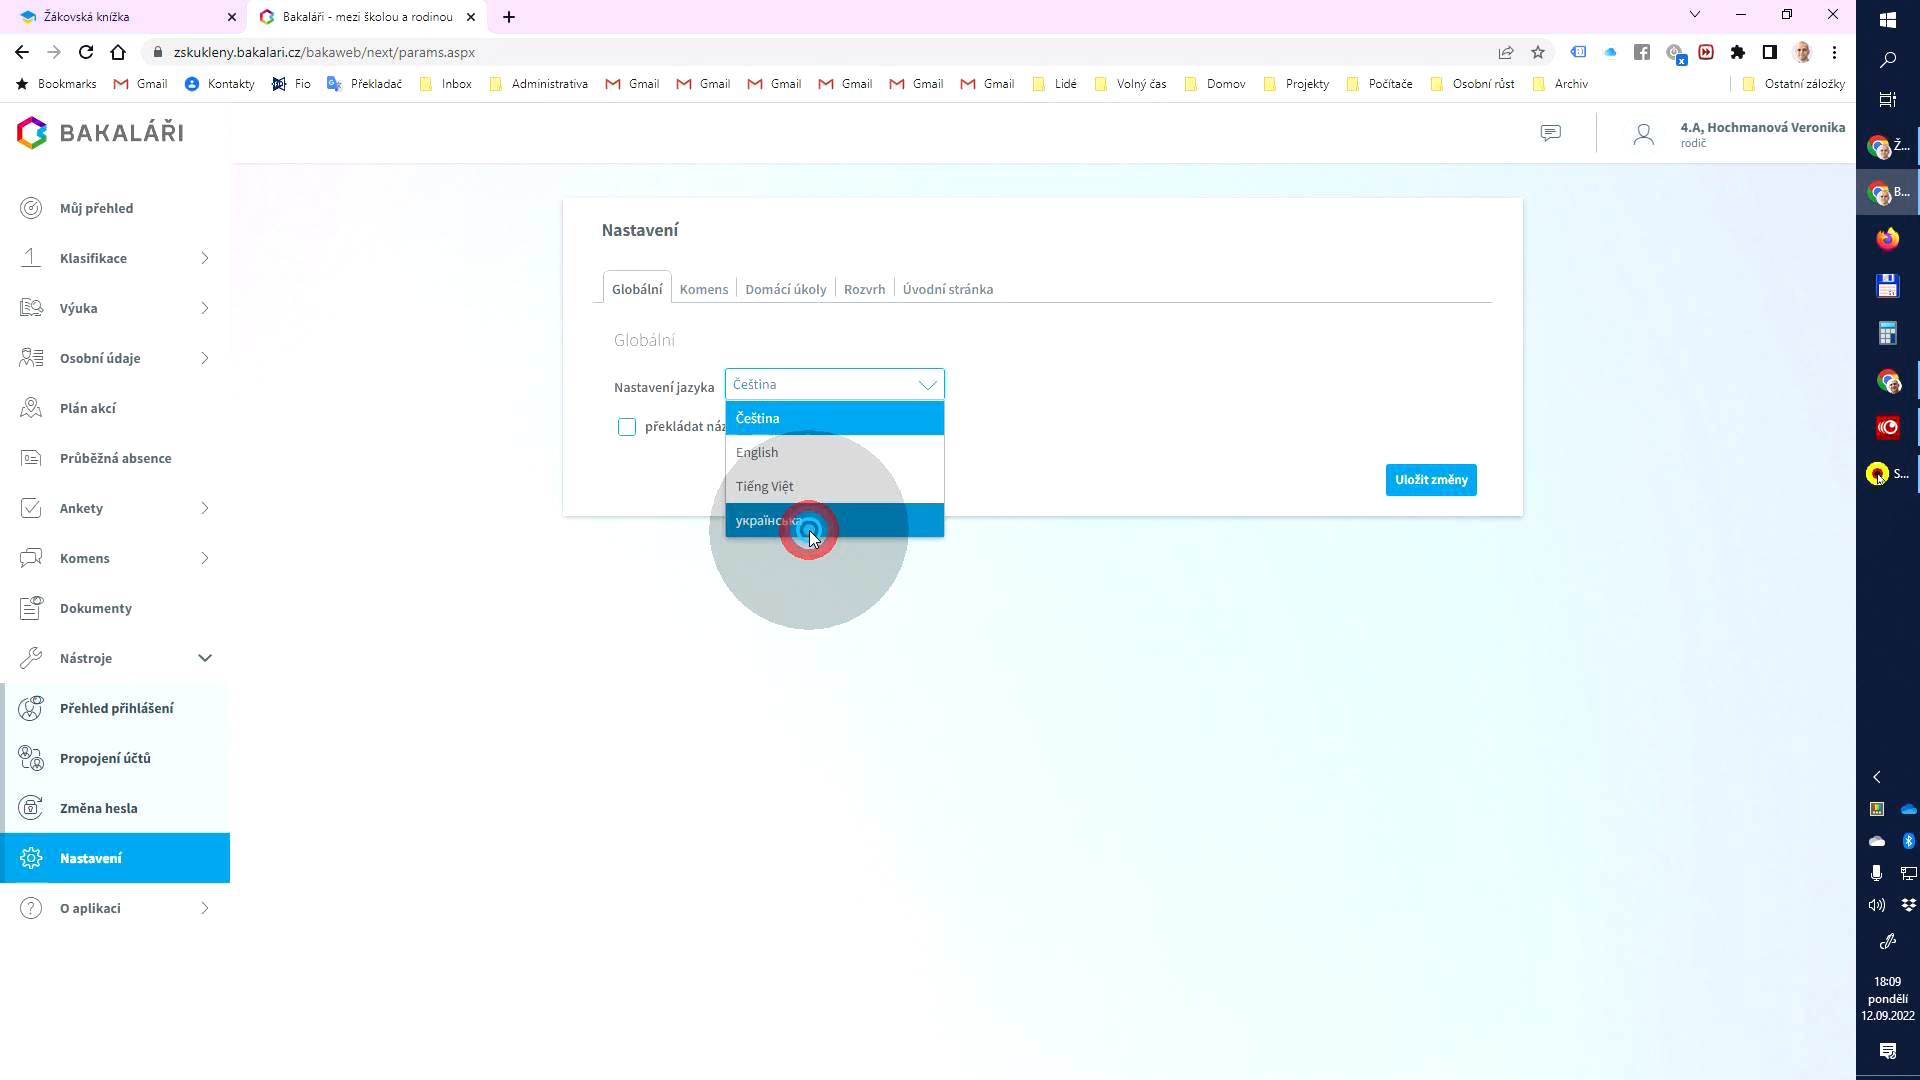 Žákovská knížka
Bakaláři - mezi školou a rodinou
zskukleny.bakalari.cz/bakaweb/next/params.aspx
Bookmarks Gmail Kontakty Fio Překladač Inbox Administrativa Gmail Gmail Gmail Gmail Gmail Gmail Lidé Volný čas Domov Projekty Počítače Osobní růst Archiv Ostatní záložky
BAKALÁŘI
4.A, Hochmanová Veronika
rodič
Můj přehled
Klasifikace
Výuka
Osobní údaje
Plán akcí
Průběžná absence
Ankety
Komens
Dokumenty
Nástroje
Přehled přihlášení
Propojení účtů
Změna hesla
Nastavení
O aplikaci
Nastavení
Globální Komens Domácí úkoly Rozvrh Úvodní stránka
Globální
Nastavení jazyka Čeština
Čeština
překládat náz
English
Tiếng Việt
українська
Uložit změny
Ž...
B...
S...
18:09
pondělí
12.09.2022